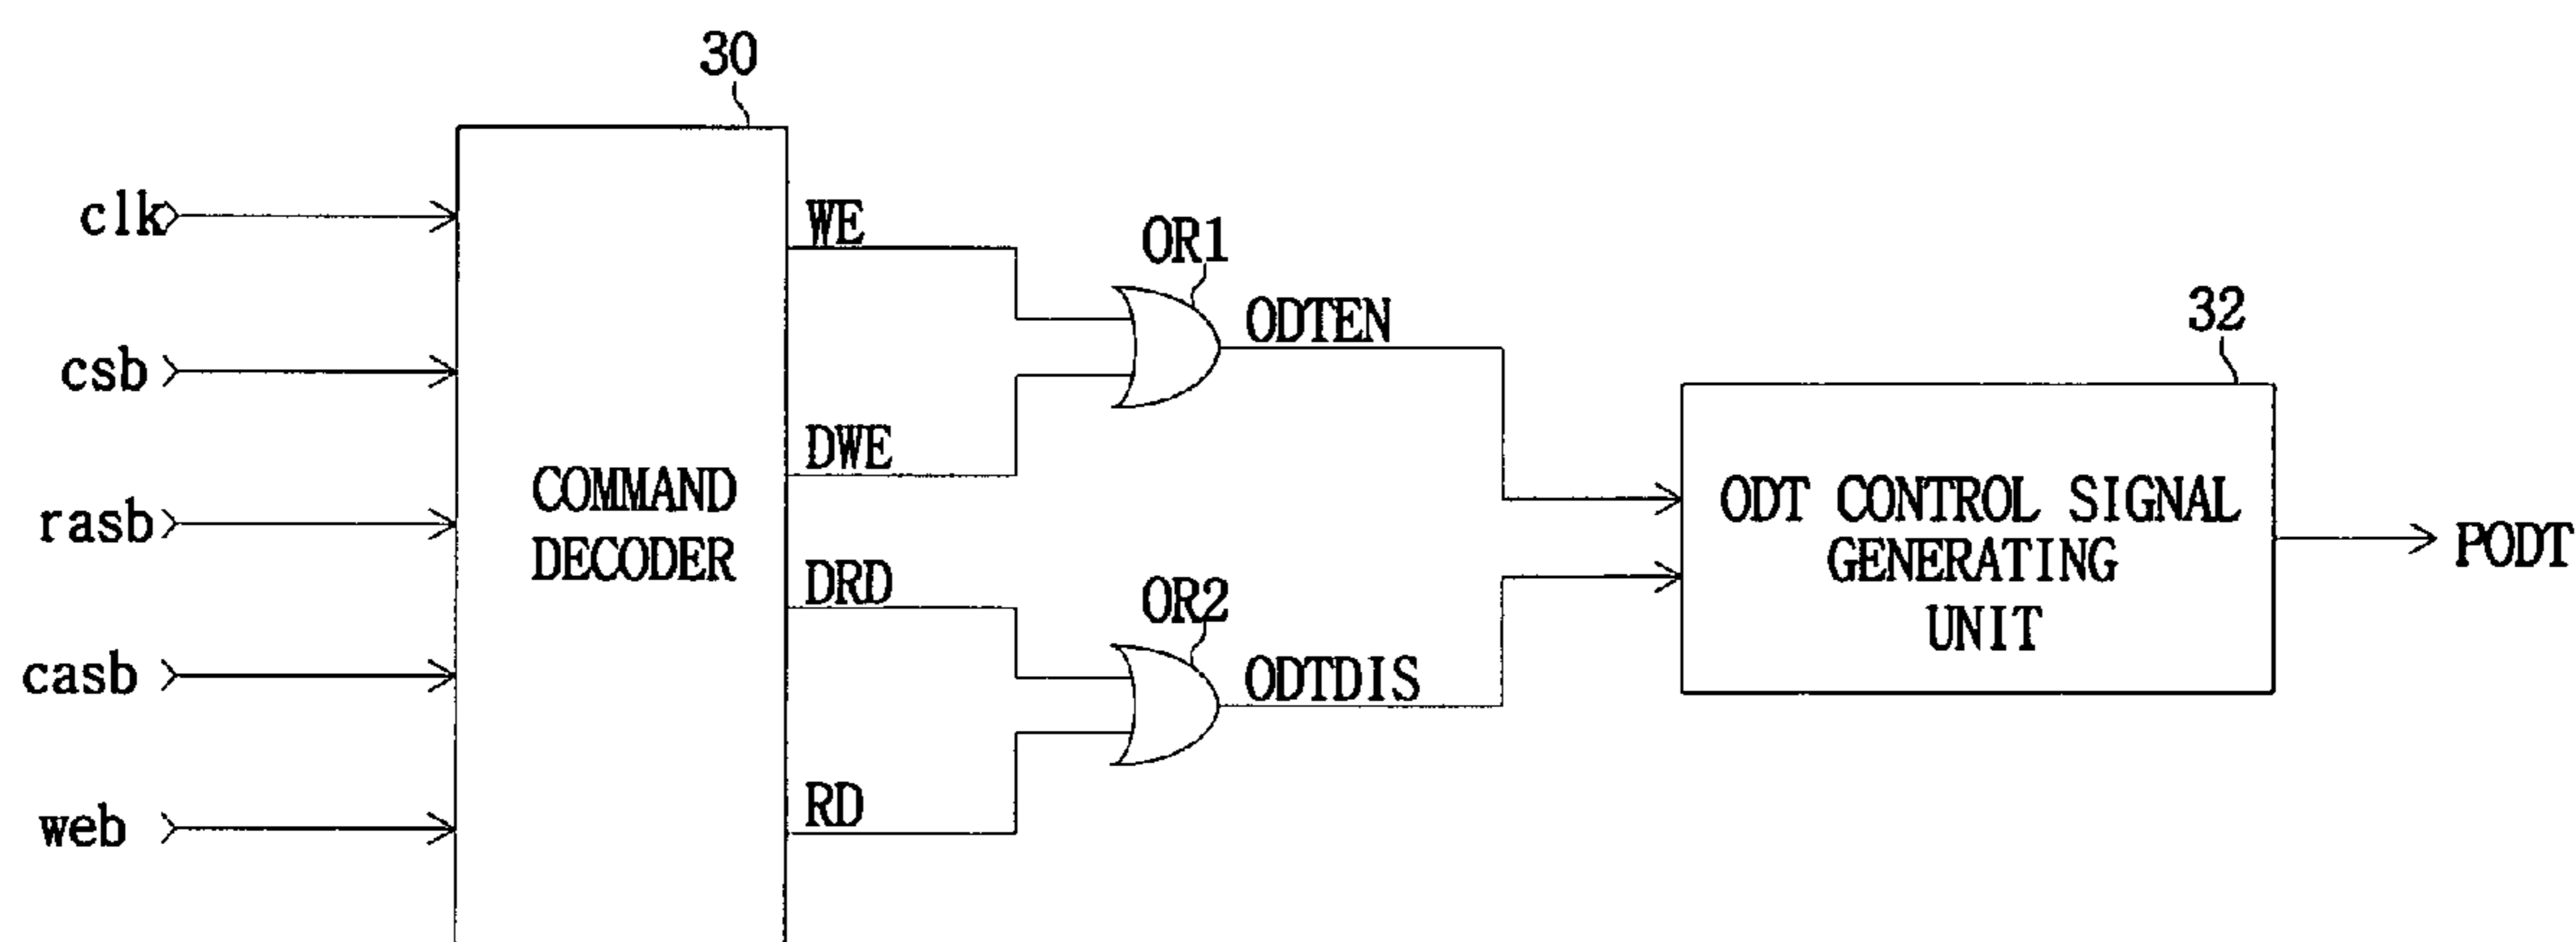 30
clk
csb
rasb
casb
web
COMMAND
DECODER
WE
DWE
DRD
RD
OR1
ODTEN
OR2
ODTDIS
32
ODT CONTROL SIGNAL
GENERATING
UNIT
PODT